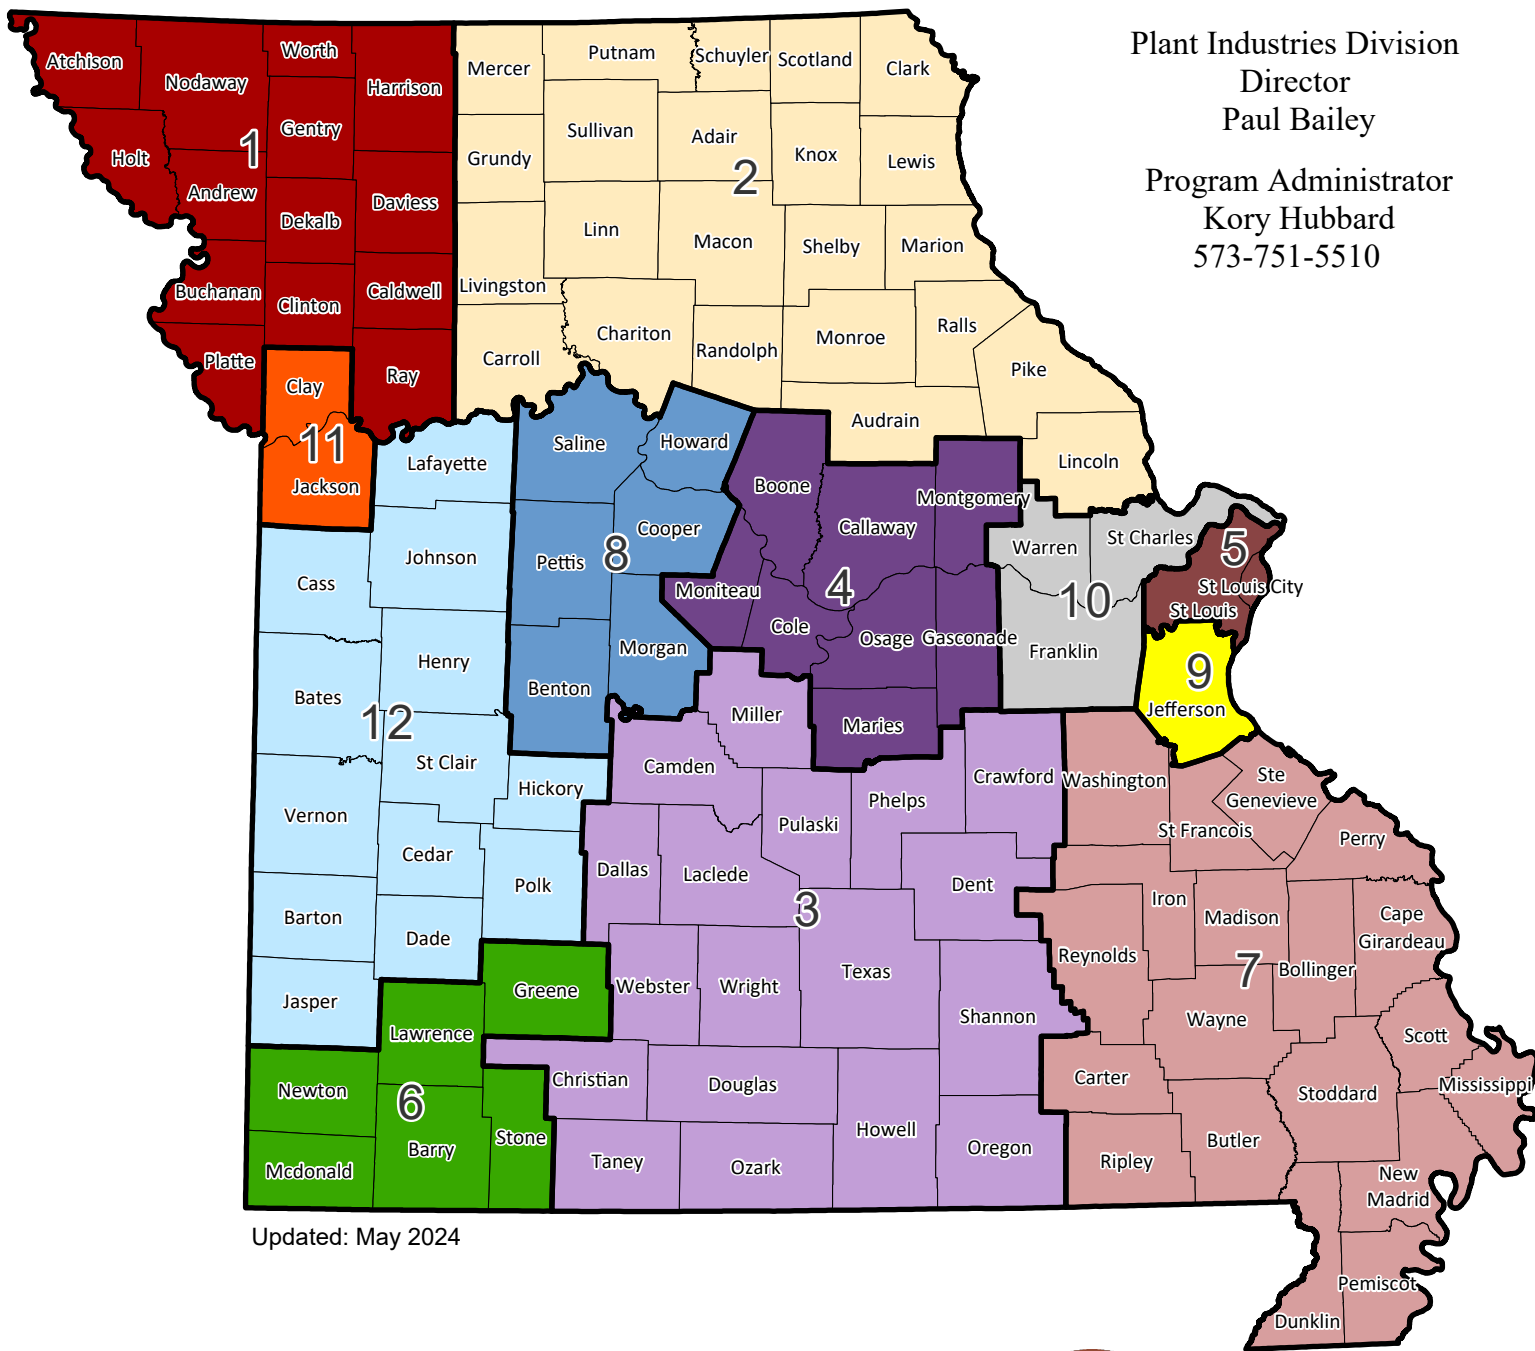 Plant Industries Division
Director
Paul Bailey
Program Administrator
Kory Hubbard
573-751-5510
Atchison
Nodaway
Worth
Harrison
Gentry
Holt
1
Andrew
Dekalb
Daviess
Buchanan
Clinton
Caldwell
Platte
Ray
Mercer
Putnam
Schuyler
Scotland
Clark
Sullivan
Adair
Grundy
Knox
Lewis
2
Linn
Macon
Shelby
Marion
Livingston
Chariton
Randolph
Monroe
Ralls
Carroll
Pike
Audrain
Lincoln
Clay
11
Jackson
Lafayette
Johnson
Cass
Henry
Bates
12
St Clair
Hickory
Vernon
Cedar
Polk
Barton
Dade
Jasper
Saline
Howard
Cooper
8
Pettis
Morgan
Benton
Boone
Montgomery
Callaway
Moniteau
4
Cole
Osage
Gasconade
Maries
Warren
St Charles
10
Franklin
5
St Louis City
St Louis
9
Jefferson
Miller
Camden
Crawford
Phelps
Pulaski
Dallas
Laclede
Dent
3
Texas
Webster
Wright
Shannon
Christian
Douglas
Howell
Oregon
Taney
Ozark
Greene
Lawrence
Newton
6
Barry
Stone
Mcdonald
Washington
Ste
Genevieve
St Francois
Perry
Iron
Madison
Cape
Girardeau
Reynolds
7
Bollinger
Wayne
Scott
Carter
Stoddard
Mississippi
Butler
Ripley
New
Madrid
Pemiscot
Dunklin
Updated: May 2024